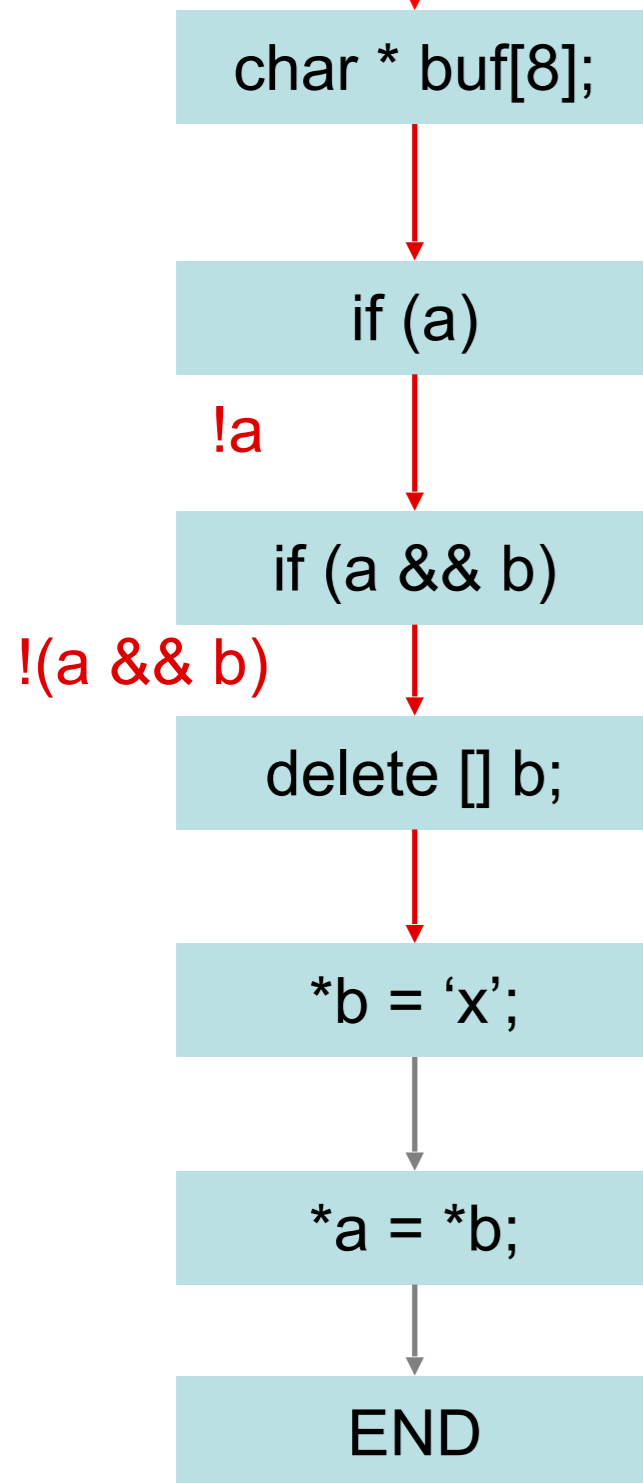 char * buf[8];
if (a)
!a
if (a && b)
!(a && b)
delete [] b;
*b = ‘x’;
*a = *b;
END